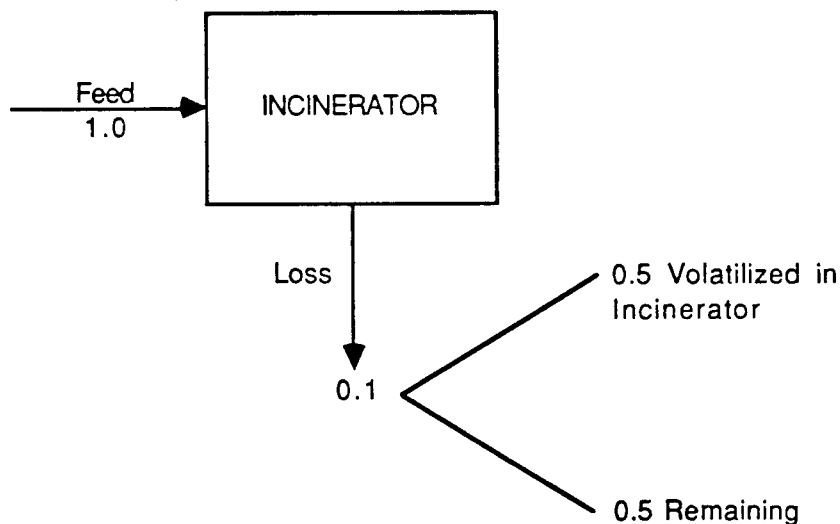 Feed
1.0
INCINERATOR
Loss
0.1
0.5 Volatilized in
Incinerator
0.5 Remaining